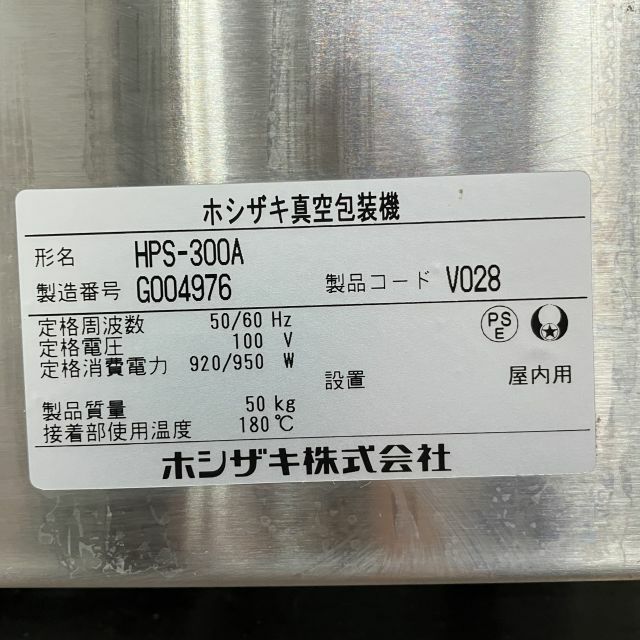 ホシザキ真空包装機
形名 HPS-300A
製造番号 G004976 製品コード V028
定格周波数 50/60 Hz
定格電圧 100 V
定格消費電力 920/950 W
PS
E
設置 屋内用
製品質量 50 kg
接着部使用温度 180℃
ホシザキ株式会社